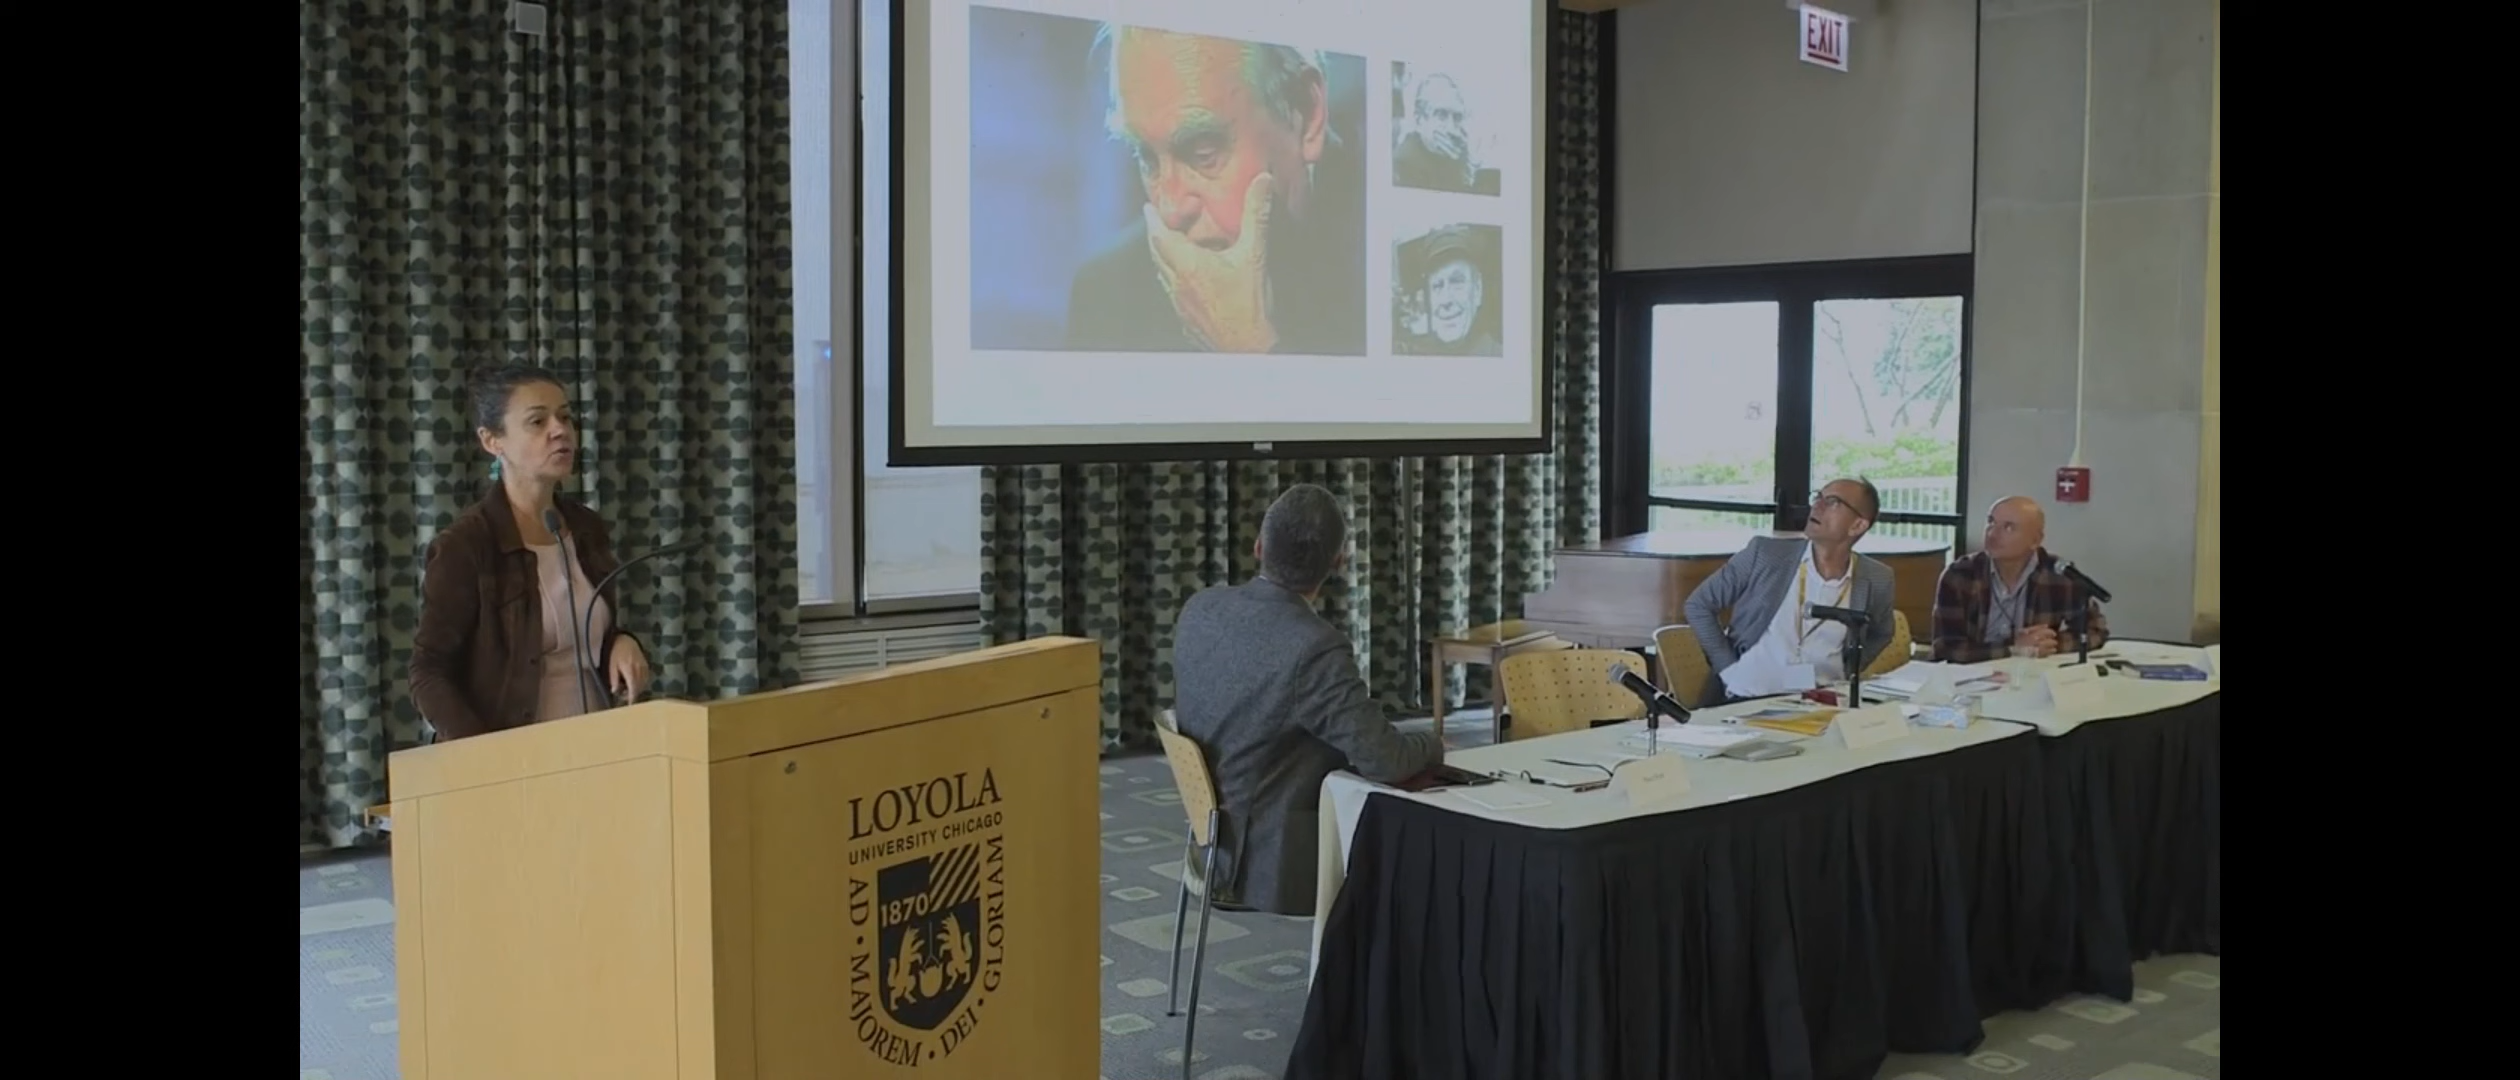 EXIT
LOYOLA
UNIVERSITY CHICAGO
1870
AD • MAJOREM • DEI • GLORIAM